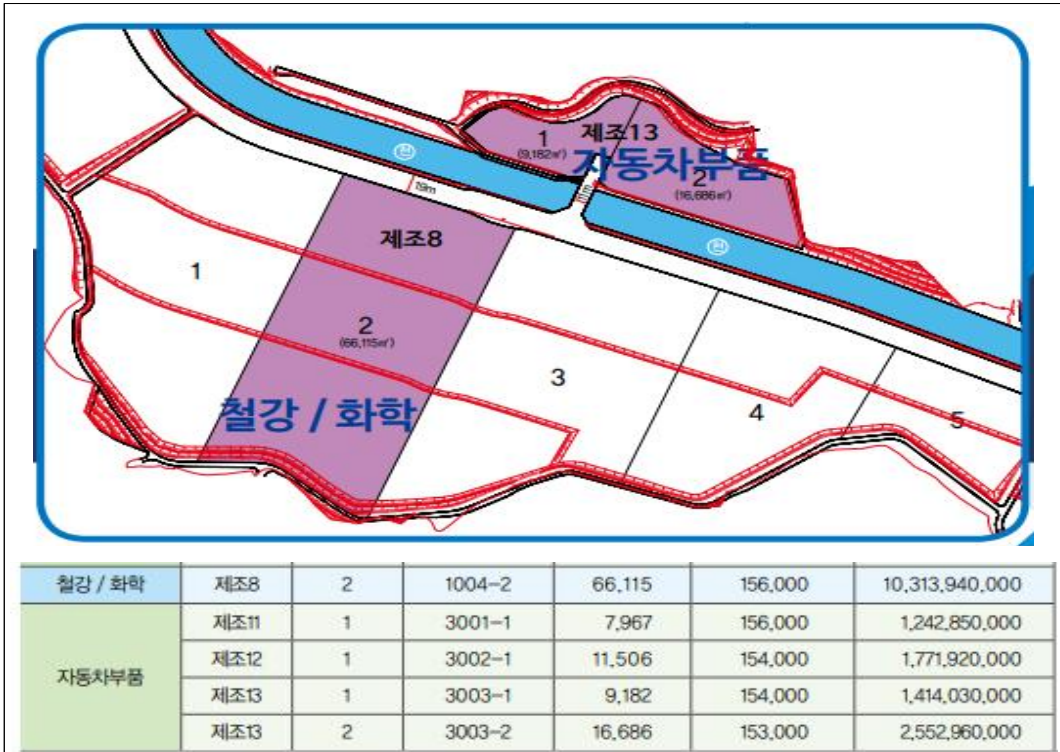 제조13
1
(9,182㎡)
자동차부품
2
(16,686㎡)
천
19m
천
제조8
1
2
(66,115㎡)
3
4
5
철강 / 화학
철강 / 화학 제조8 2 1004-2 66,115 156,000 10,313,940,000
자동차부품
제조11 1 3001-1 7,967 156,000 1,242,850,000
제조12 1 3002-1 11,506 154,000 1,771,920,000
제조13 1 3003-1 9,182 154,000 1,414,030,000
제조13 2 3003-2 16,686 153,000 2,552,960,000